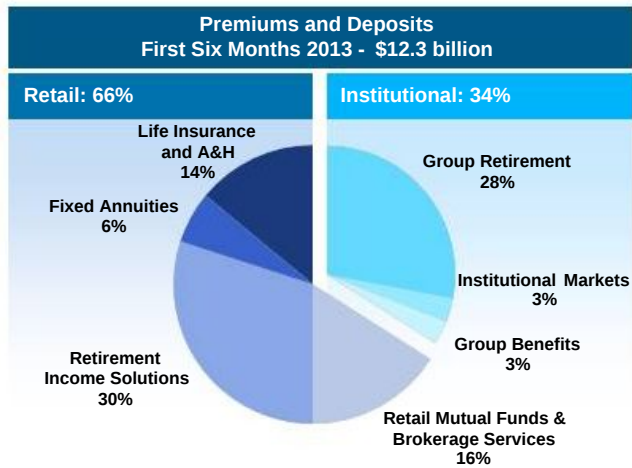 Premiums and Deposits
First Six Months 2013 - $12.3 billion
Retail: 66%
Institutional: 34%
Life Insurance
and A&H
14%
Fixed Annuities
6%
Retirement
Income Solutions
30%
Group Retirement
28%
Institutional Markets
3%
Group Benefits
3%
Retail Mutual Funds &
Brokerage Services
16%